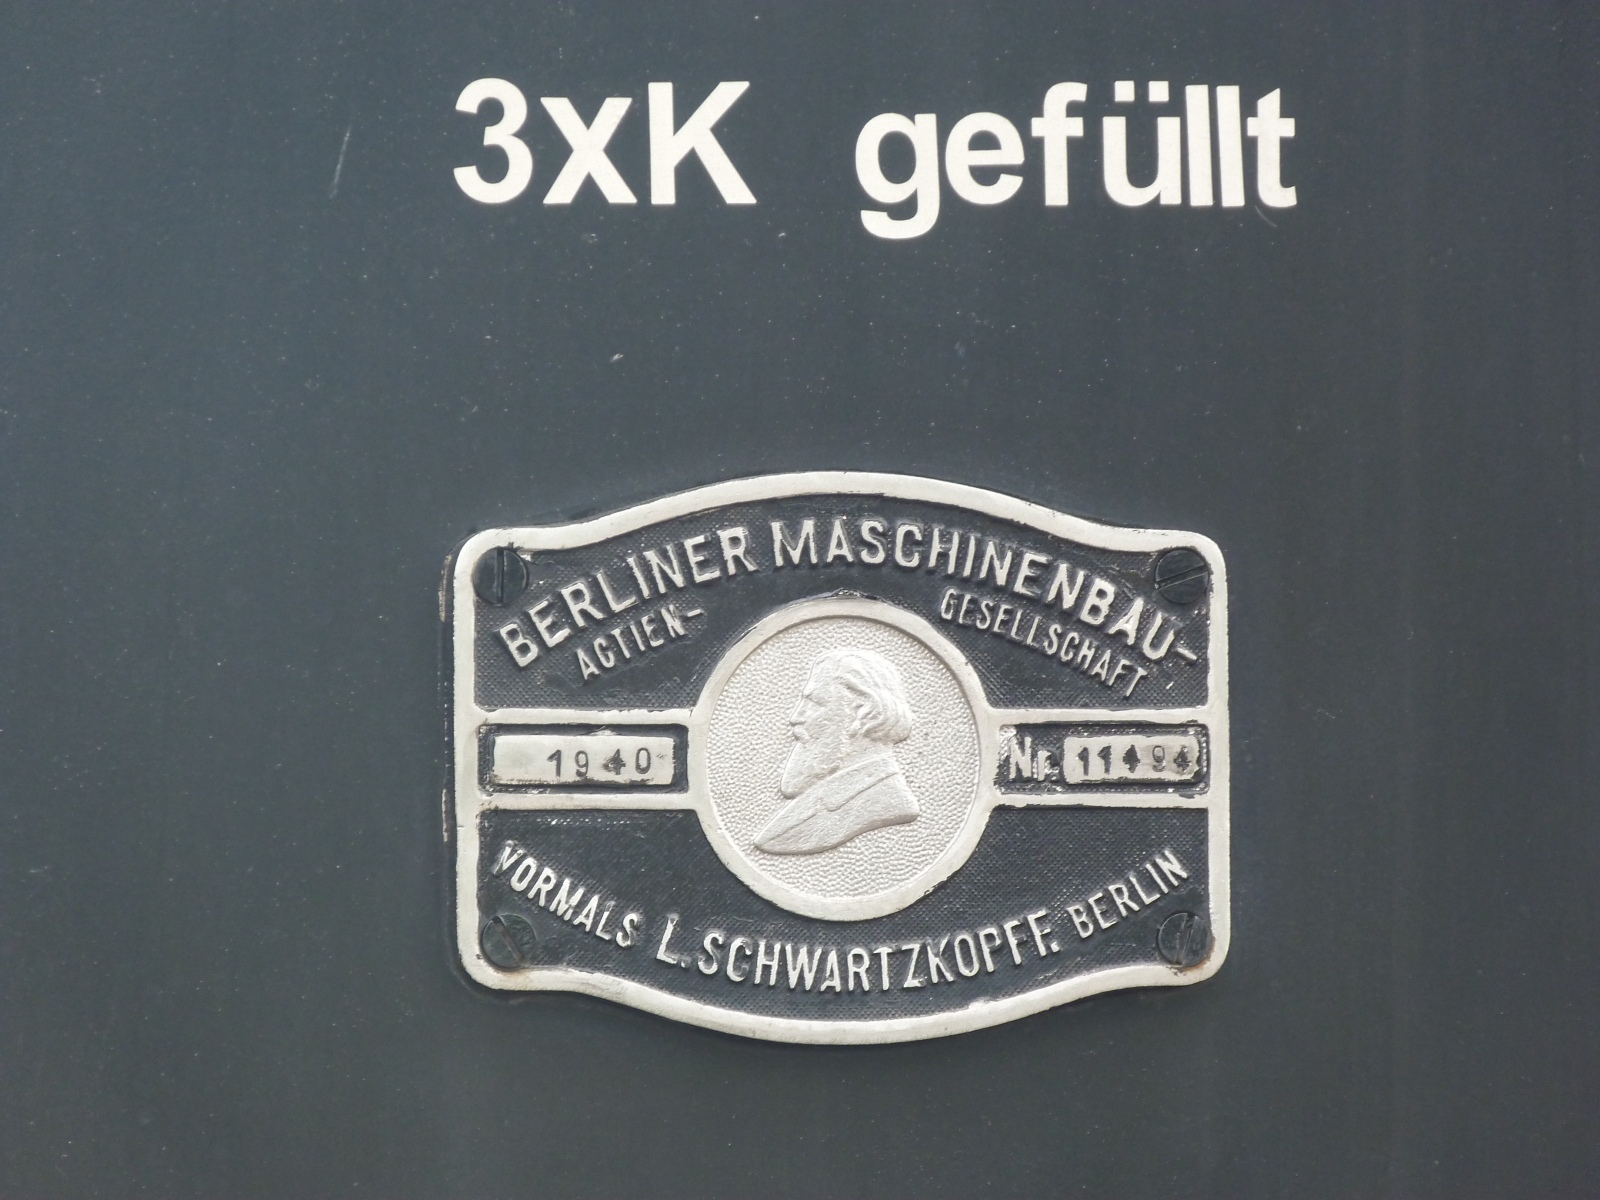 3xK gefüllt
BERLINER MASCHINENBAU-
ACTIEN- GESELLSCHAFT
1940 Nr. 11494
VORMALS L. SCHWARTZKOPFF. BERLIN